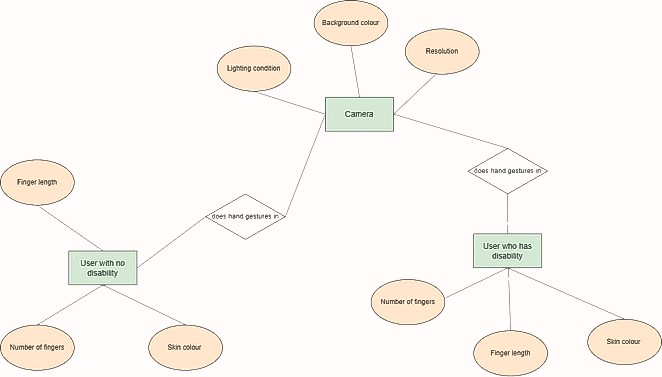 Background colour
Resolution
Lighting condition
Camera
does hand gestures in
Finger length
does hand gestures in
User who has
disability
User with no
disability
Number of fingers
Number of fingers
Skin colour
Finger length
Skin colour